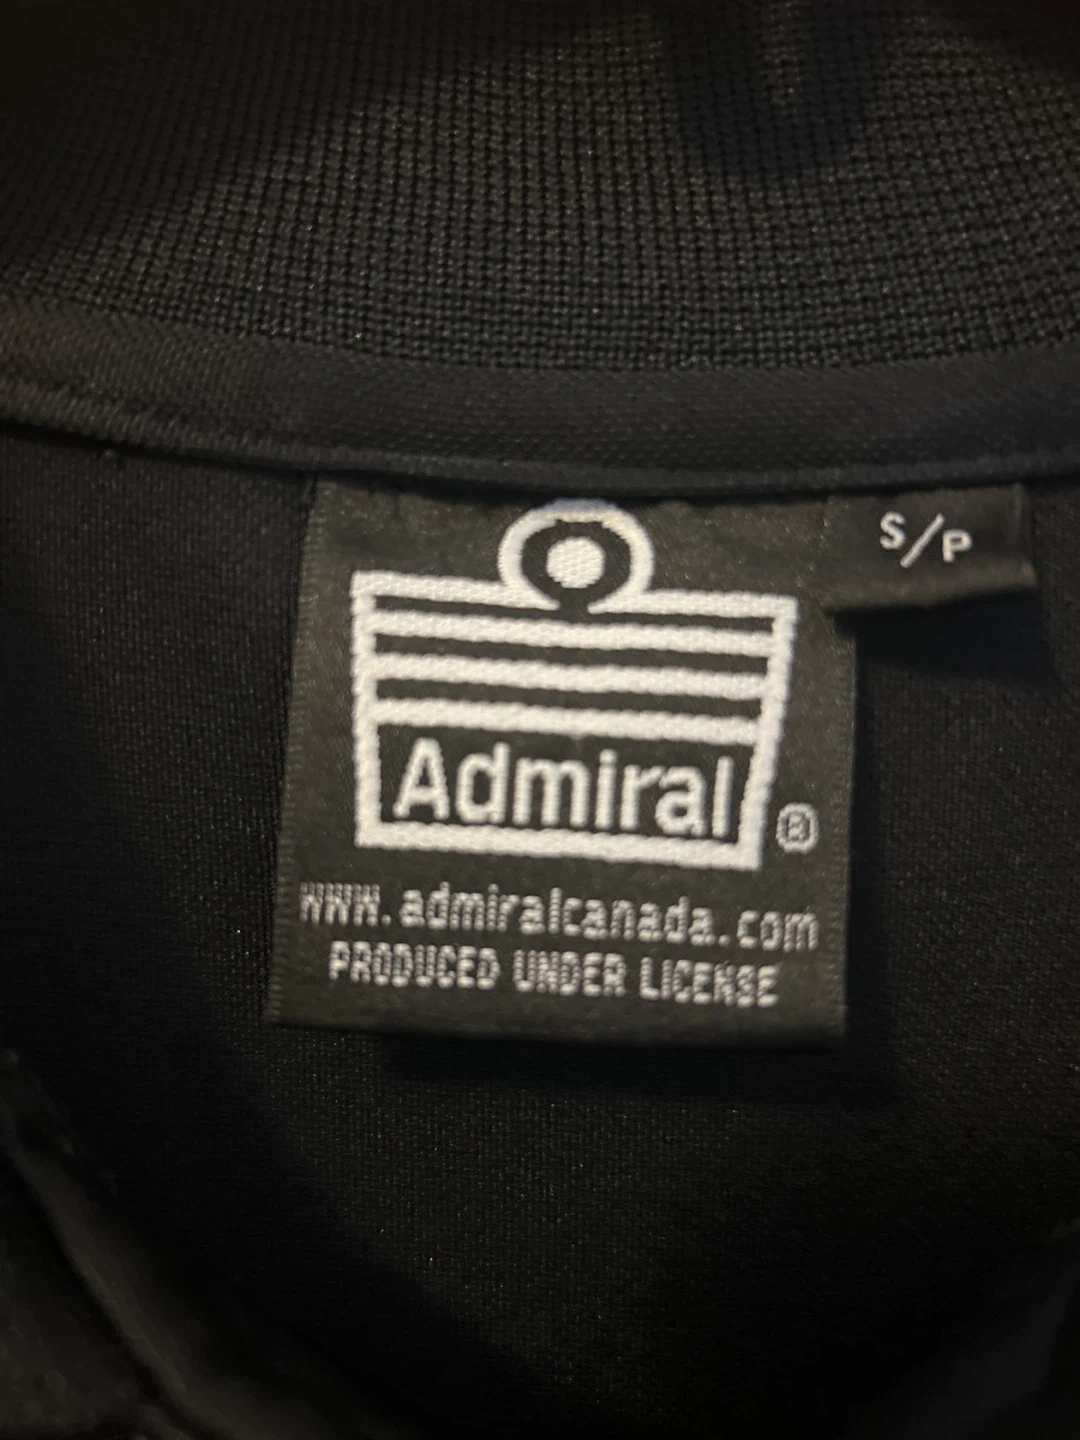 S/P
Admiral ®
www.admiralcanada.com
PRODUCED UNDER LICENSE